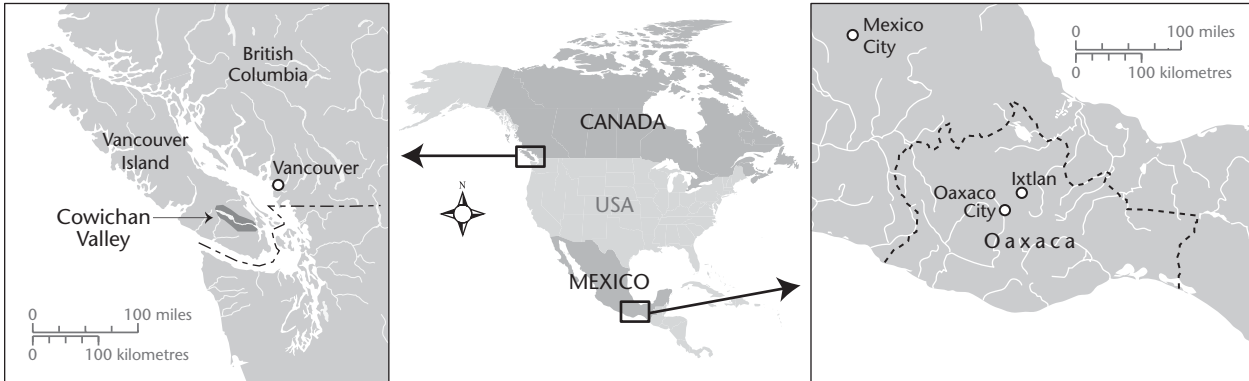 British
Columbia
Vancouver
Island
Vancouver
Cowichan
Valley
0 100 miles
0 100 kilometres
CANADA
N
USA
MEXICO
Mexico
City
0 100 miles
0 100 kilometres
Ixtlan
Oaxaco
City
Oaxaca